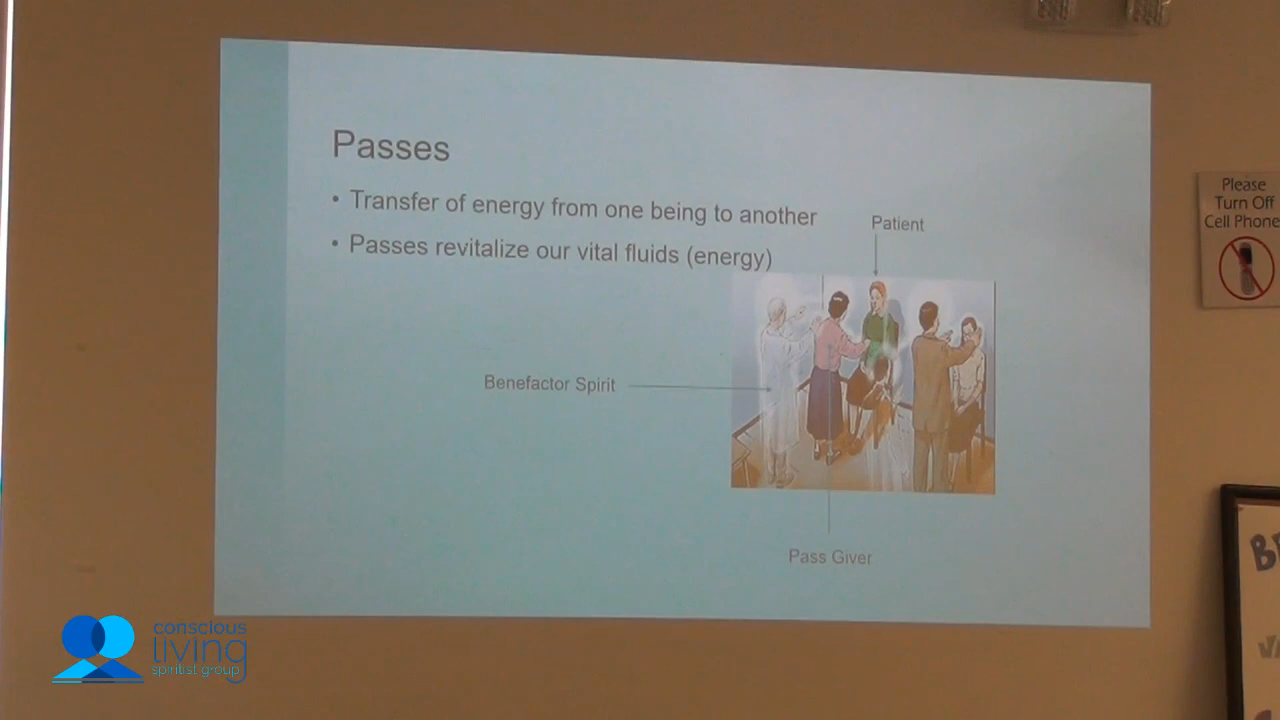 Passes
• Transfer of energy from one being to another
• Passes revitalize our vital fluids (energy)
Patient
Benefactor Spirit
Pass Giver
Please
Turn Off
Cell Phone
conscious
living
spiritist group